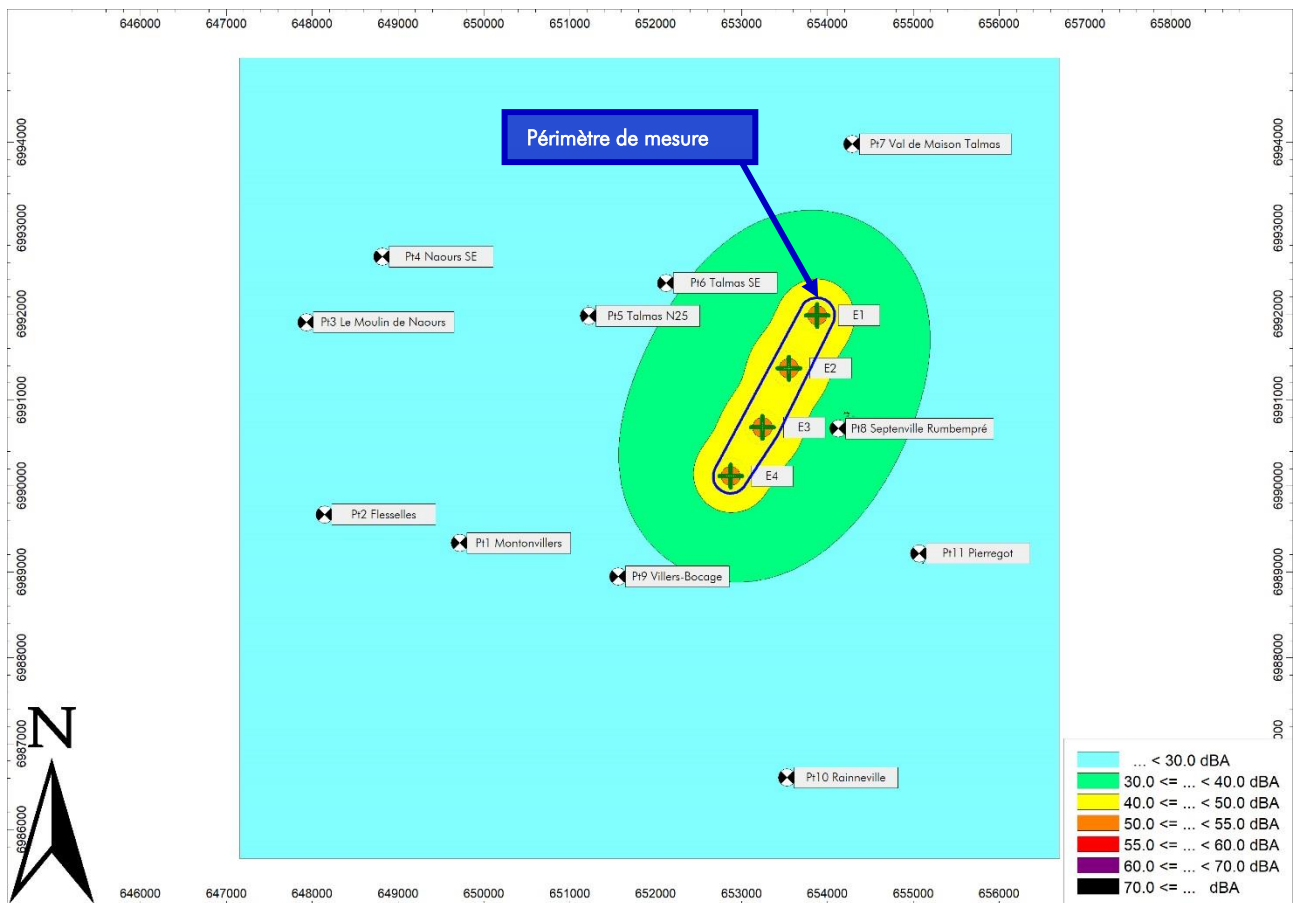 646000 647000 648000 649000 650000 651000 652000 653000 654000 655000 656000 657000 658000
Périmètre de mesure
6994000
Pt7 Val de Maison Talmas
6994000
6993000
Pt4 Naours SE
6993000
Pt6 Talmas SE
6992000
Pt3 Le Moulin de Naours
Pt5 Talmas N25
E1
6992000
E2
6991000
6991000
E3
Pt8 Septenville Rumbempré
E4
6990000
6990000
Pt2 Flesselles
Pt1 Montonvillers
Pt11 Pierregot
6989000
Pt9 Villers-Bocage
6989000
6988000
6988000
6987000
N
Pt10 Rainneville
6986000
... < 30.0 dBA
30.0 <= ... < 40.0 dBA
40.0 <= ... < 50.0 dBA
50.0 <= ... < 55.0 dBA
55.0 <= ... < 60.0 dBA
60.0 <= ... < 70.0 dBA
70.0 <= ... dBA
646000 647000 648000 649000 650000 651000 652000 653000 654000 655000 656000